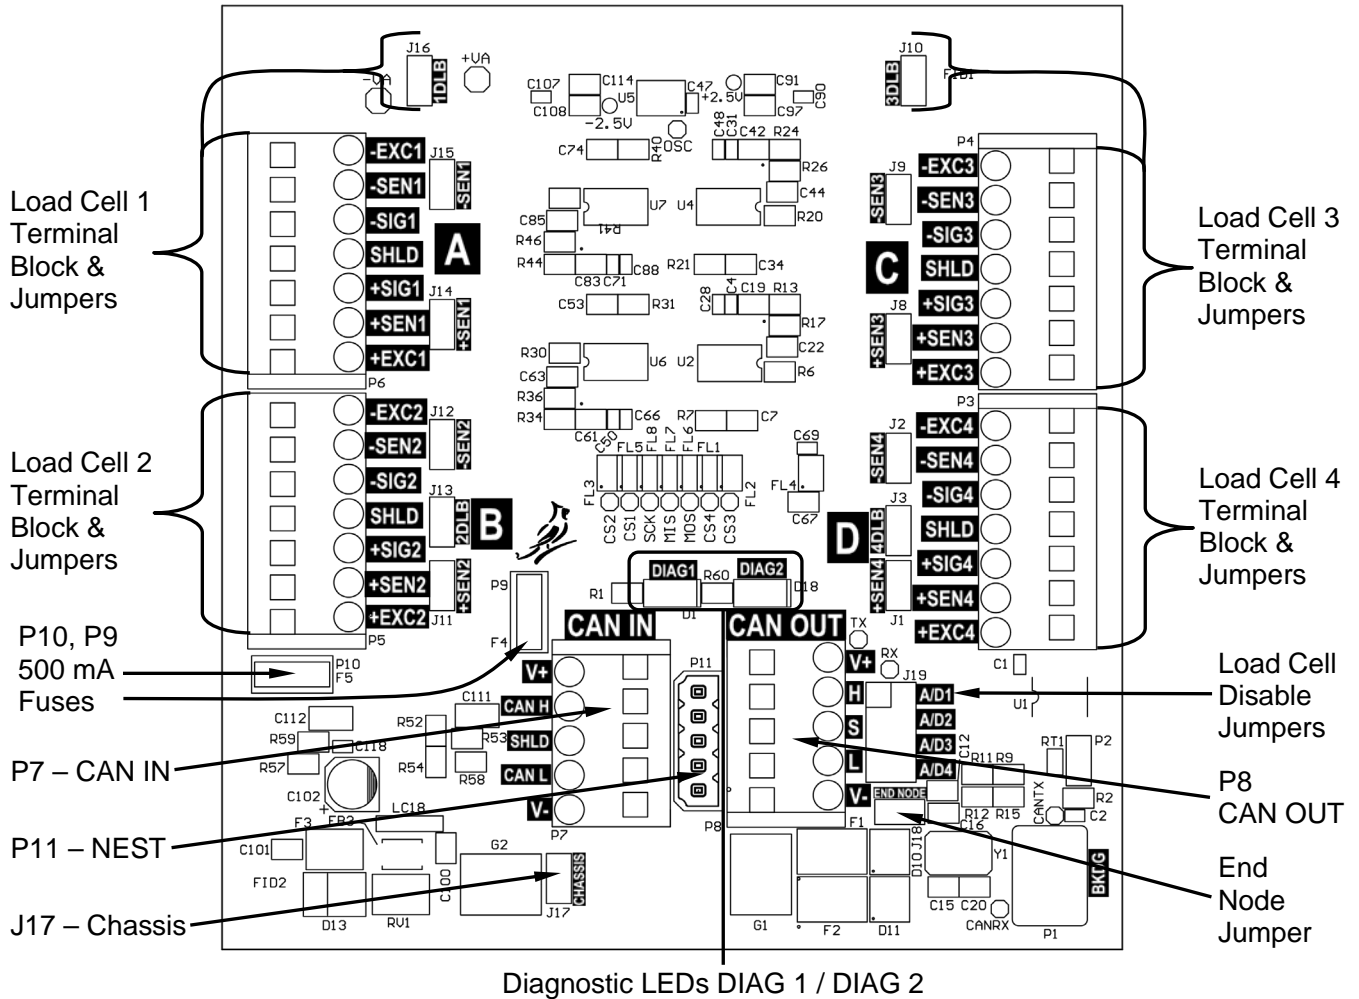 J16
1DLB
+VA
-VA
C107
C114
C108
U5
C47
+2.5V
-2.5V
OSC
C91
C97
C90
J10
3DLB
FID1
Load Cell 1
Terminal
Block &
Jumpers
-EXC1
-SEN1
-SIG1
SHLD
+SIG1
+SEN1
+EXC1
P6
J15
-SEN1
A
J14
+SEN1
C74
R40
C48
C31
C42
R24
R26
C44
R20
C85
U7
U4
R46
R41
R44
C83
C71
C88
R21
C34
C53
R31
C28
C4
C19
R13
R17
C22
R6
R30
U6
U2
C63
R36
R34
C61
C66
R7
C7
C50
P4
-EXC3
-SEN3
-SIG3
SHLD
+SIG3
+SEN3
+EXC3
J9
-SEN3
C
J8
+SEN3
Load Cell 3
Terminal
Block &
Jumpers
Load Cell 2
Terminal
Block &
Jumpers
-EXC2
-SEN2
-SIG2
SHLD
+SIG2
+SEN2
+EXC2
P5
J12
-SEN2
J13
2DLB
B
+SEN2
J11
FL3
FL5
FL8
FL7
FL6
FL1
FL2
CS2
CS1
SCK
MIS
MOS
CS4
CS3
C69
FL4
C67
P3
-EXC4
-SEN4
-SIG4
SHLD
+SIG4
+SEN4
+EXC4
J2
-SEN4
J3
4DLB
D
+SEN4
J1
Load Cell 4
Terminal
Block &
Jumpers
P10, P9
500 mA
Fuses
P10
F5
P9
F4
R1
DIAG1
D1
R60
DIAG2
D18
CAN IN
V+
CAN H
SHLD
CAN L
V-
P7
P11
CAN OUT
V+
H
S
L
V-
P8
TX
RX
J19
A/D1
A/D2
A/D3
A/D4
END NODE
J18
C1
U1
Load Cell
Disable
Jumpers
C112
R59
C118
R57
C102
+
R52
R54
C111
R53
R58
LC18
FB3
F3
C101
FID2
D13
RV1
C100
G2
J17
CHASSIS
G1
F1
F2
D10
D11
C12
R11
R9
R12
R15
C16
Y1
C15
C20
CANRX
CANTX
RT1
P2
R2
C2
P1
BKDG
P7 – CAN IN
P11 – NEST
J17 – Chassis
P8
CAN OUT
End
Node
Jumper
Diagnostic LEDs DIAG 1 / DIAG 2